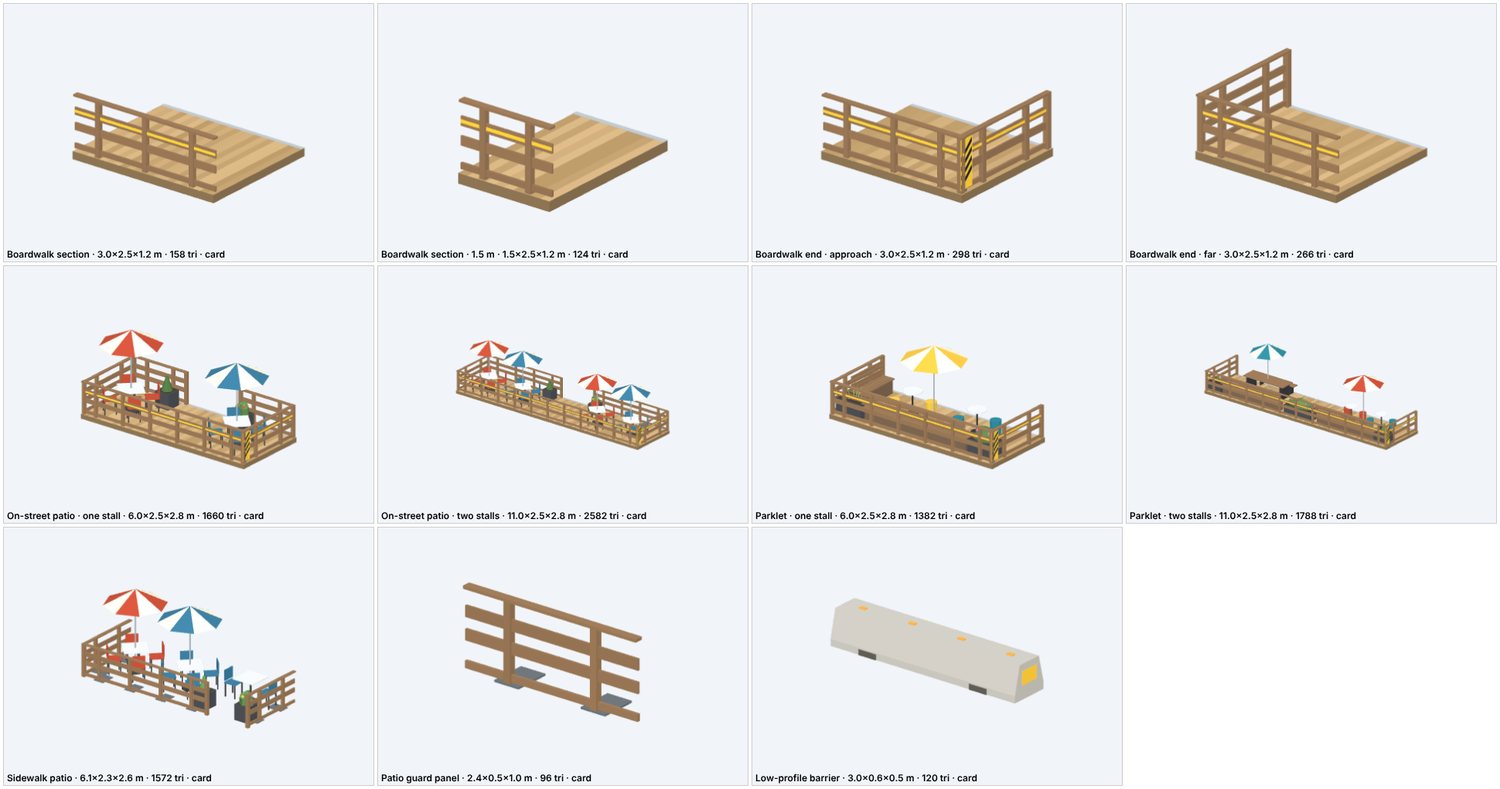 Boardwalk section · 3.0×2.5×1.2 m · 158 tri · card
Boardwalk section · 1.5 m · 1.5×2.5×1.2 m · 124 tri · card
Boardwalk end · approach · 3.0×2.5×1.2 m · 298 tri · card
Boardwalk end · far · 3.0×2.5×1.2 m · 266 tri · card
On-street patio · one stall · 6.0×2.5×2.8 m · 1660 tri · card
On-street patio · two stalls · 11.0×2.5×2.8 m · 2582 tri · card
Parklet · one stall · 6.0×2.5×2.8 m · 1382 tri · card
Parklet · two stalls · 11.0×2.5×2.8 m · 1788 tri · card
Sidewalk patio · 6.1×2.3×2.6 m · 1572 tri · card
Patio guard panel · 2.4×0.5×1.0 m · 96 tri · card
Low-profile barrier · 3.0×0.6×0.5 m · 120 tri · card